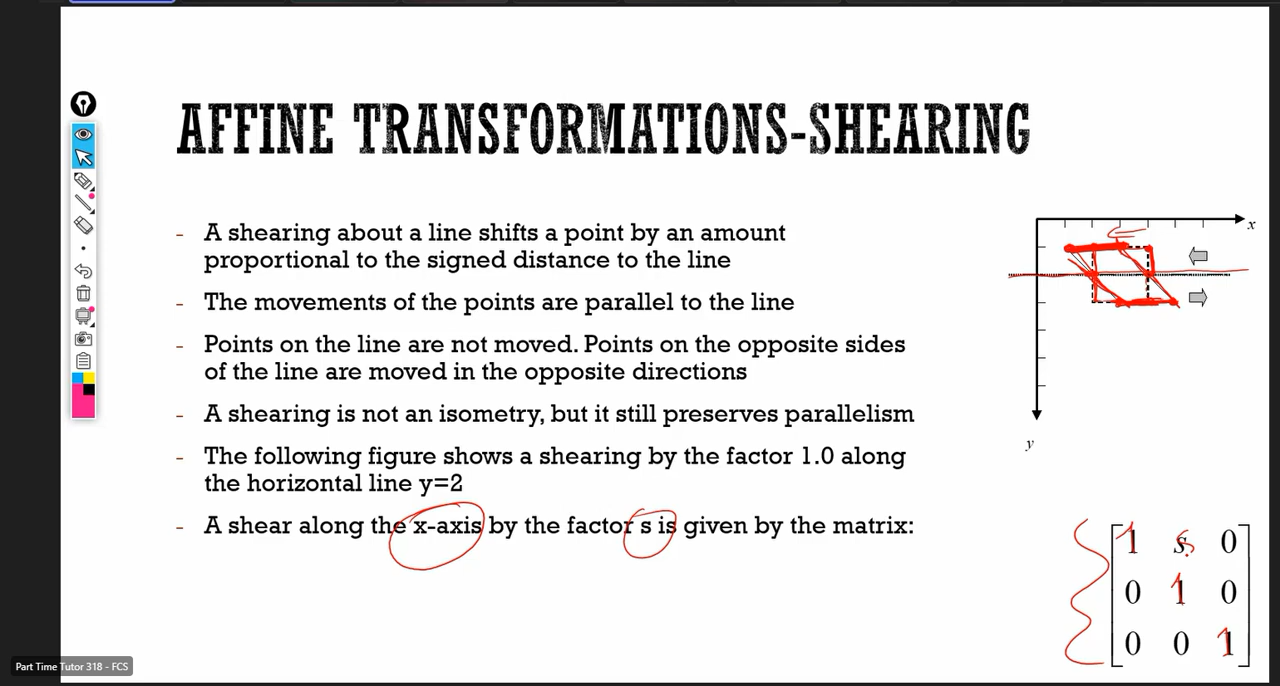 AFFINE TRANSFORMATIONS-SHEARING
- A shearing about a line shifts a point by an amount
proportional to the signed distance to the line
- The movements of the points are parallel to the line
- Points on the line are not moved. Points on the opposite sides
of the line are moved in the opposite directions
- A shearing is not an isometry, but it still preserves parallelism
- The following figure shows a shearing by the factor 1.0 along
the horizontal line y=2
- A shear along the x-axis by the factor s is given by the matrix:
x
y
1 s 0
0 1 0
0 0 1
Part Time Tutor 318 - FCS